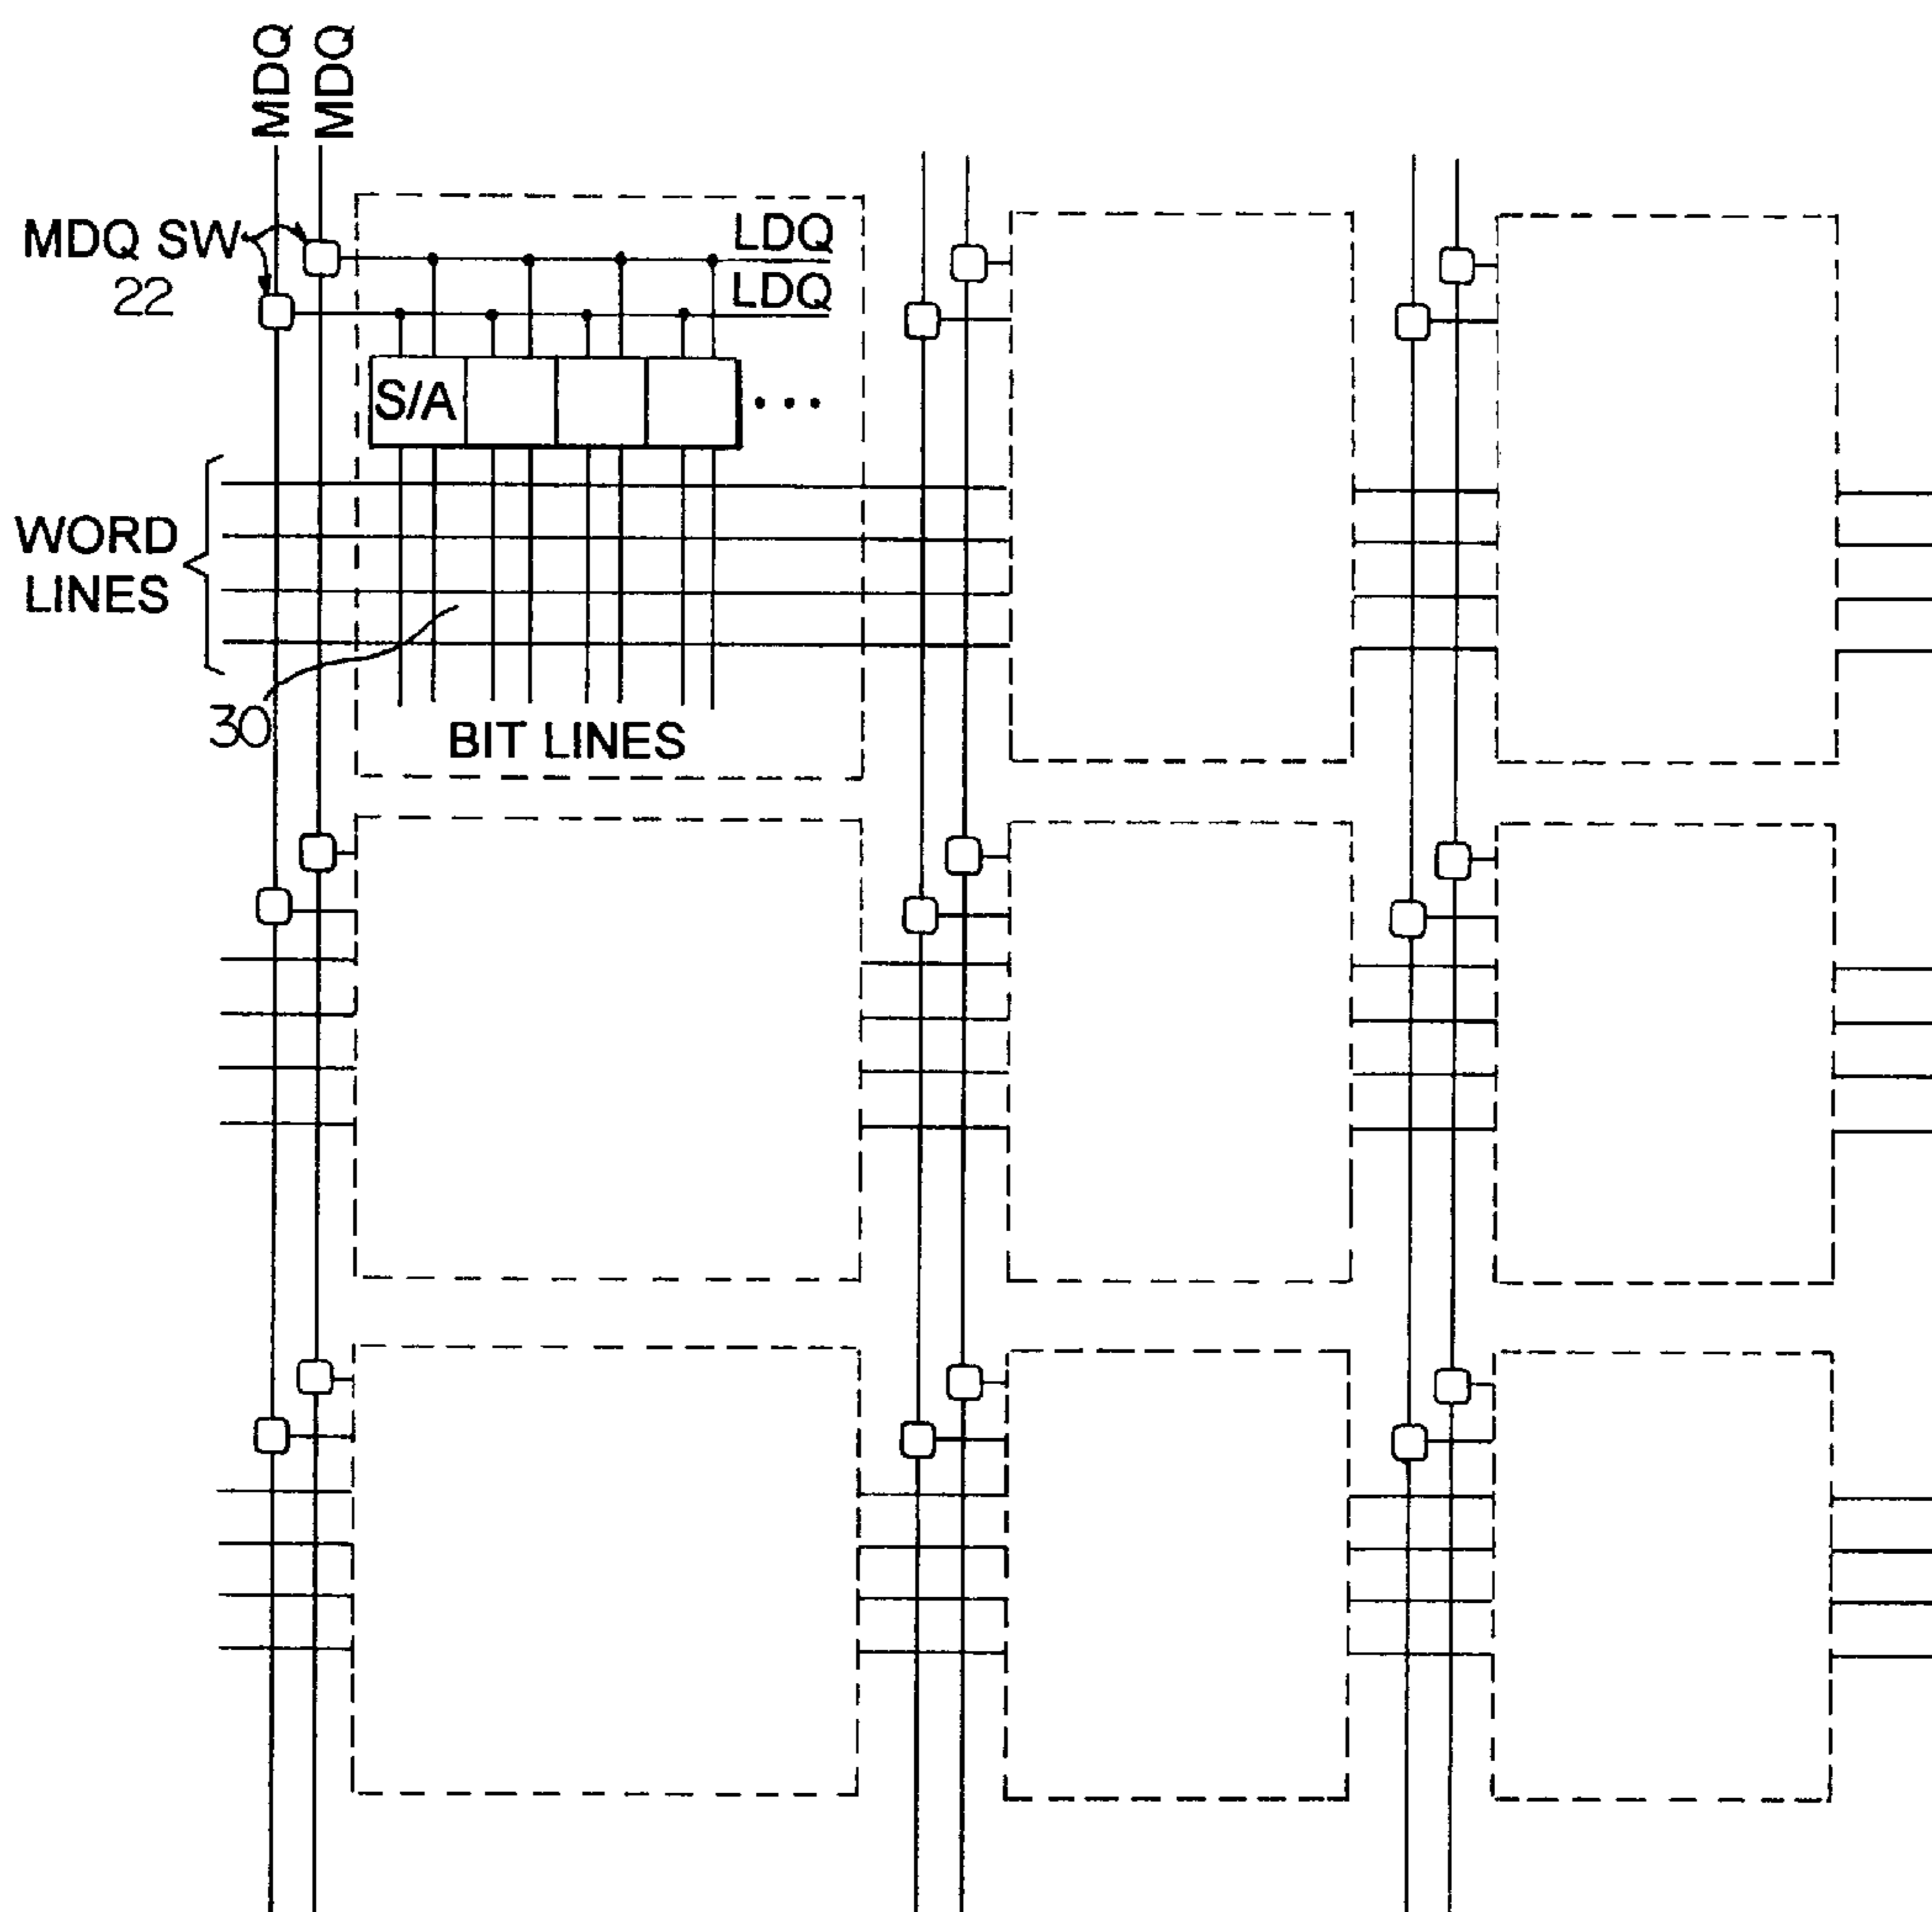 MDQ
MDQ
MDQ SW
22
LDQ
LDQ
S/A
WORD
LINES
30
BIT LINES